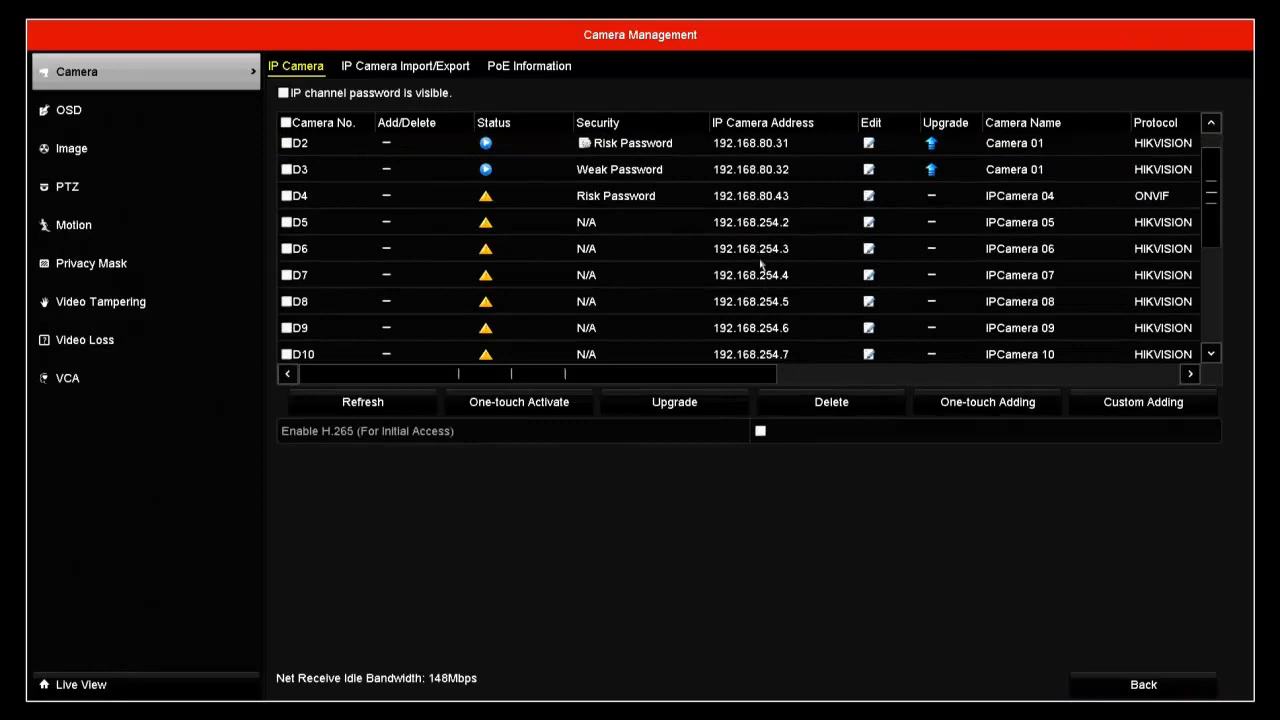 Camera Management
Camera
OSD
Image
PTZ
Motion
Privacy Mask
Video Tampering
Video Loss
VCA
Live View
IP Camera IP Camera Import/Export PoE Information
IP channel password is visible.
Camera No. Add/Delete Status Security IP Camera Address Edit Upgrade Camera Name Protocol
D2 – Risk Password 192.168.80.31 Camera 01 HIKVISION
D3 – Weak Password 192.168.80.32 Camera 01 HIKVISION
D4 – Risk Password 192.168.80.43 – IPCamera 04 ONVIF
D5 – N/A 192.168.254.2 – IPCamera 05 HIKVISION
D6 – N/A 192.168.254.3 – IPCamera 06 HIKVISION
D7 – N/A 192.168.254.4 – IPCamera 07 HIKVISION
D8 – N/A 192.168.254.5 – IPCamera 08 HIKVISION
D9 – N/A 192.168.254.6 – IPCamera 09 HIKVISION
D10 – N/A 192.168.254.7 – IPCamera 10 HIKVISION
Refresh One-touch Activate Upgrade Delete One-touch Adding Custom Adding
Enable H.265 (For Initial Access)
Net Receive Idle Bandwidth: 148Mbps
Back